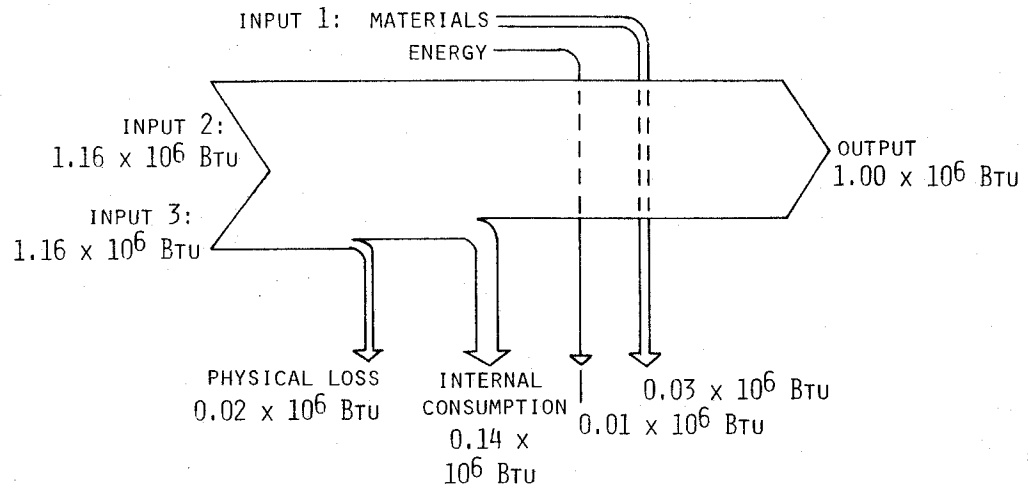 INPUT 1: MATERIALS
ENERGY
INPUT 2:
1.16 x 10⁶ BTU
OUTPUT
1.00 x 10⁶ BTU
INPUT 3:
1.16 x 10⁶ BTU
PHYSICAL LOSS
0.02 x 10⁶ BTU
INTERNAL
CONSUMPTION
0.14 x
10⁶ BTU
0.03 x 10⁶ BTU
0.01 x 10⁶ BTU